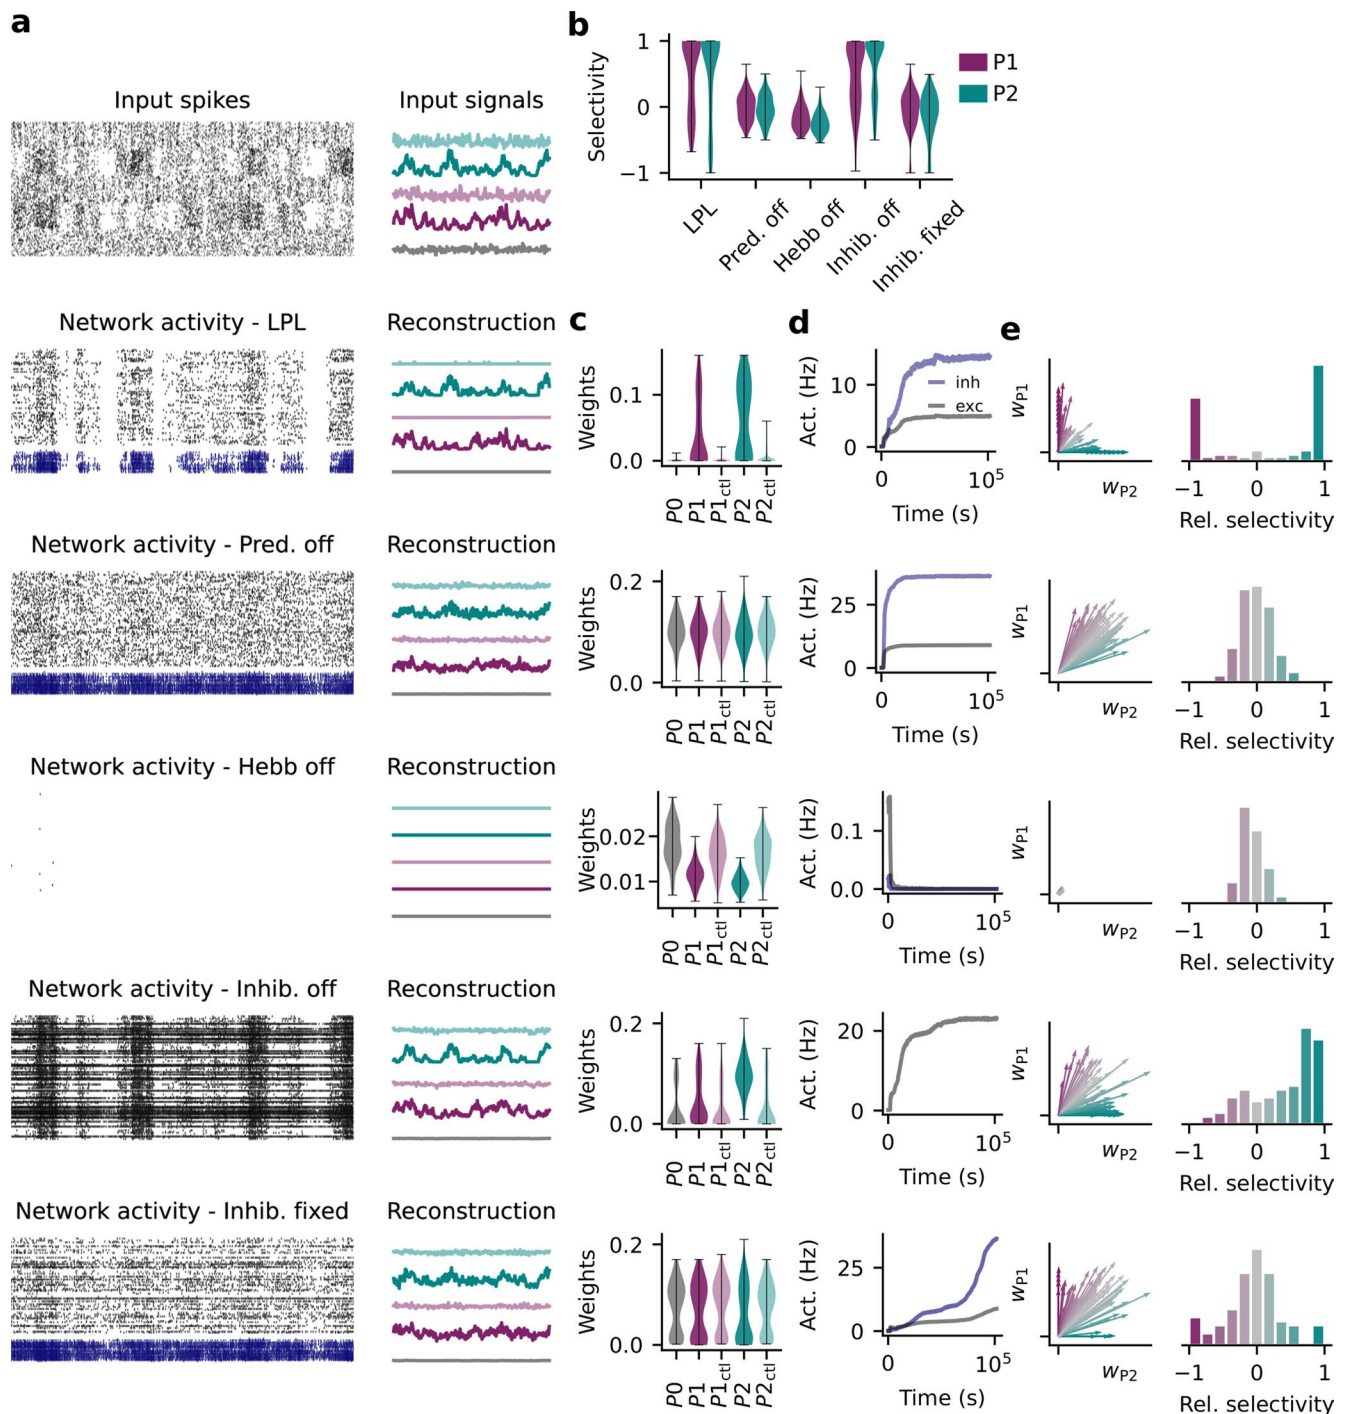 a
Input spikes
Input signals
b
Selectivity
1
0
−1
LPL
Pred. off
Hebb off
Inhib. off
Inhib. fixed
P1
P2
Network activity - LPL
Reconstruction
c
Weights
0.1
0.0
P0
P1
P1ctl
P2
P2ctl
d
Act. (Hz)
10
0
inh
exc
0
10^5
Time (s)
e
wP1
wP2
−1
0
1
Rel. selectivity
Network activity - Pred. off
Reconstruction
Weights
0.2
0.0
P0
P1
P1ctl
P2
P2ctl
Act. (Hz)
25
0
0
10^5
Time (s)
wP1
wP2
−1
0
1
Rel. selectivity
Network activity - Hebb off
Reconstruction
Weights
0.02
0.01
P0
P1
P1ctl
P2
P2ctl
Act. (Hz)
0.1
0.0
0
10^5
Time (s)
wP1
wP2
−1
0
1
Rel. selectivity
Network activity - Inhib. off
Reconstruction
Weights
0.2
0.0
P0
P1
P1ctl
P2
P2ctl
Act. (Hz)
20
0
0
10^5
Time (s)
wP1
wP2
−1
0
1
Rel. selectivity
Network activity - Inhib. fixed
Reconstruction
Weights
0.2
0.0
P0
P1
P1ctl
P2
P2ctl
Act. (Hz)
25
0
0
10^5
Time (s)
wP1
wP2
−1
0
1
Rel. selectivity